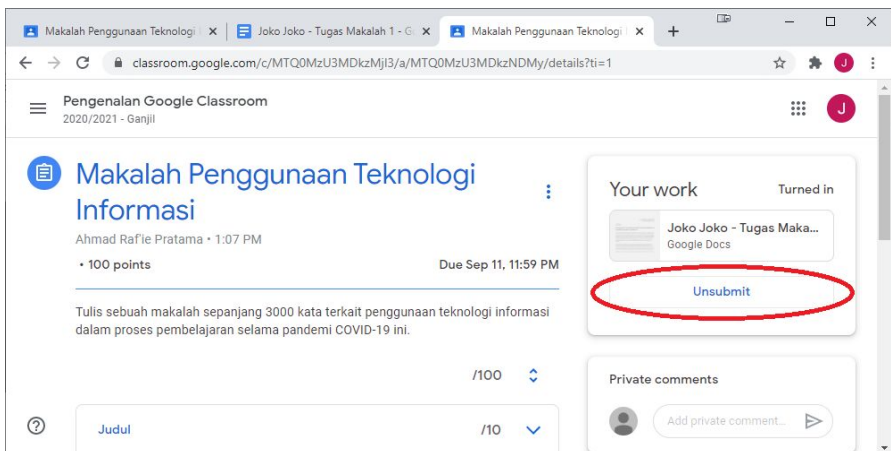 Makalah Penggunaan Teknologi I
Joko Joko - Tugas Makalah 1 - G
Makalah Penggunaan Teknologi I
classroom.google.com/c/MTQ0MzU3MDkzMjI3/a/MTQ0MzU3MDkzNDMy/details?ti=1
J
Pengenalan Google Classroom
2020/2021 - Ganjil
J
Makalah Penggunaan Teknologi
Informasi
Ahmad Raf'ie Pratama • 1:07 PM
• 100 points
Due Sep 11, 11:59 PM
Tulis sebuah makalah sepanjang 3000 kata terkait penggunaan teknologi informasi
dalam proses pembelajaran selama pandemi COVID-19 ini.
/100
Judul
/10
Your work
Turned in
Joko Joko - Tugas Maka...
Google Docs
Unsubmit
Private comments
Add private comment...